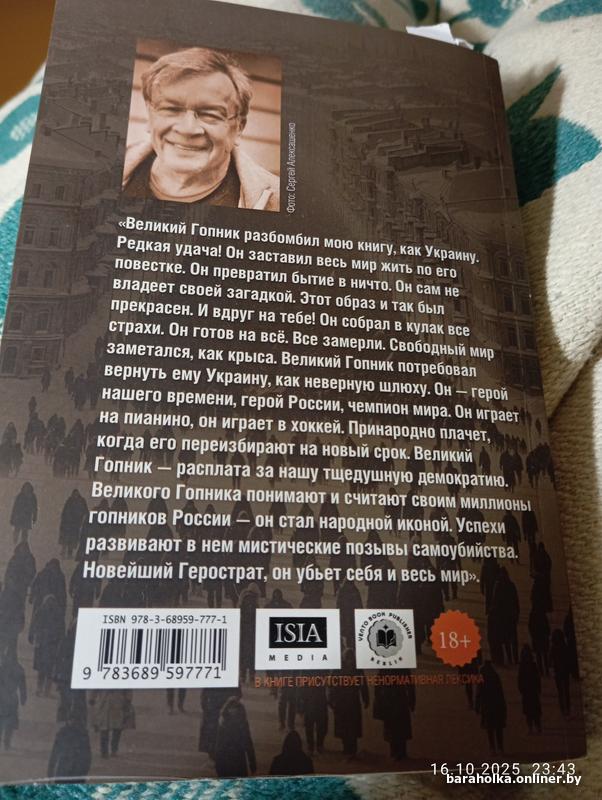 Фото: Сергей Алексашенко
«Великий Гопник разбомбил мою книгу, как Украину.
Редкая удача! Он заставил весь мир жить по его
повестке. Он превратил бытие в ничто. Он сам не
владеет своей загадкой. Этот образ и так был
прекрасен. И вдруг на тебе! Он собрал в кулак все
страхи. Он готов на всё. Все замерли. Свободный мир
заметался, как крыса. Великий Гопник потребовал
вернуть ему Украину, как неверную шлюху. Он — герой
нашего времени, герой России, чемпион мира. Он играет
на пианино, он играет в хоккей. Принародно плачет,
когда его переизбирают на новый срок. Великий
Гопник — расплата за нашу тщедушную демократию.
Великого Гопника понимают и считают своим миллионы
гопников России — он стал народной иконой. Успехи
развивают в нем мистические позывы самоубийства.
Новейший Герострат, он убьет себя и весь мир».
ISBN 978-3-68959-777-1
9 783689 597771
ISIA
MEDIA
VENTO BOOK PUBLISHER
BERLIN
18+
В КНИГЕ ПРИСУТСТВУЕТ НЕНОРМАТИВНАЯ ЛЕКСИКА
16.10.2025 23:43
baraholka.onliner.by